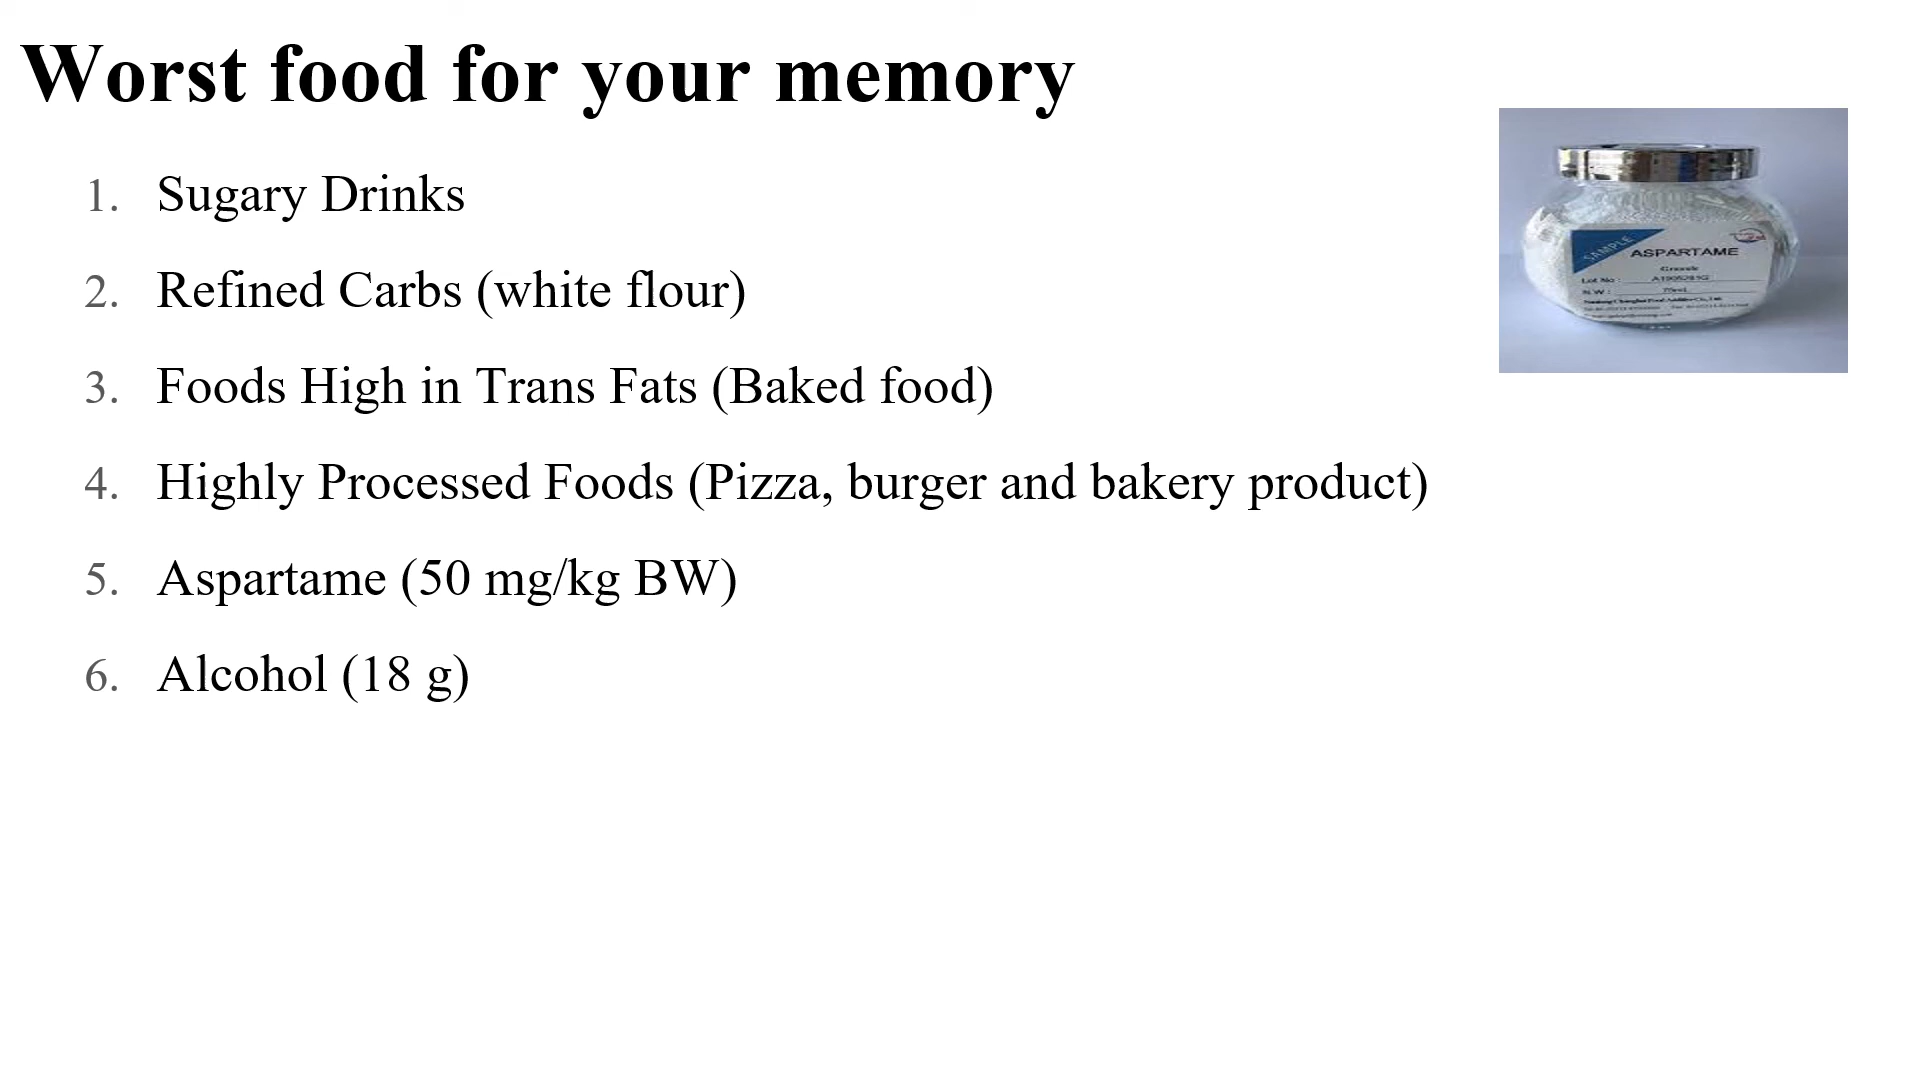 Worst food for your memory
1. Sugary Drinks
2. Refined Carbs (white flour)
3. Foods High in Trans Fats (Baked food)
4. Highly Processed Foods (Pizza, burger and bakery product)
5. Aspartame (50 mg/kg BW)
6. Alcohol (18 g)
SAMPLE
ASPARTAME
Lot No :
N.W :